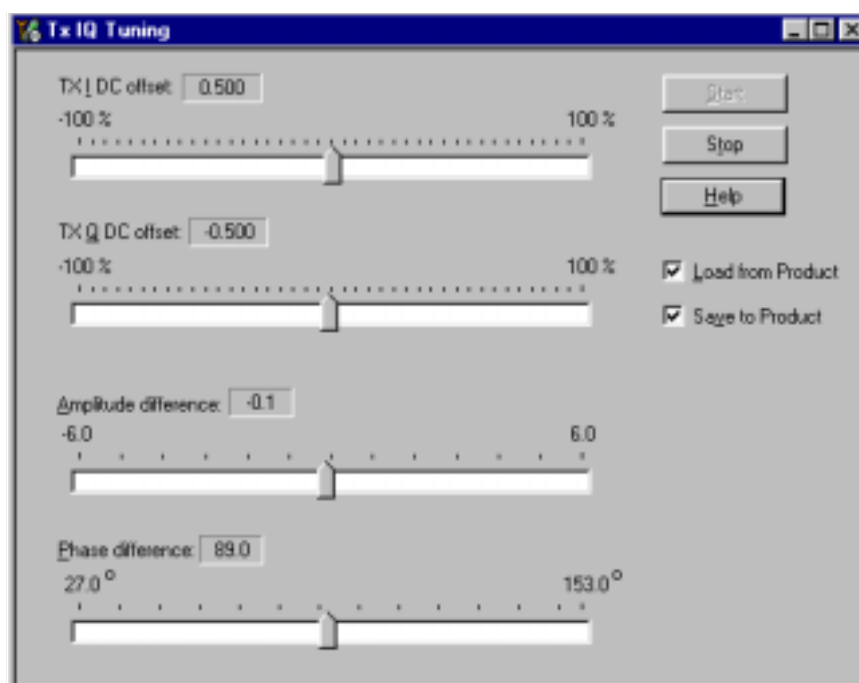 Tx IQ Tuning
TX I DC offset: 0.500
-100 % 100 %
Start
Stop
Help
TX Q DC offset: -0.500
-100 % 100 %
Load from Product
Save to Product
Amplitude difference: -0.1
-6.0 6.0
Phase difference: 89.0
27.0 ° 153.0 °